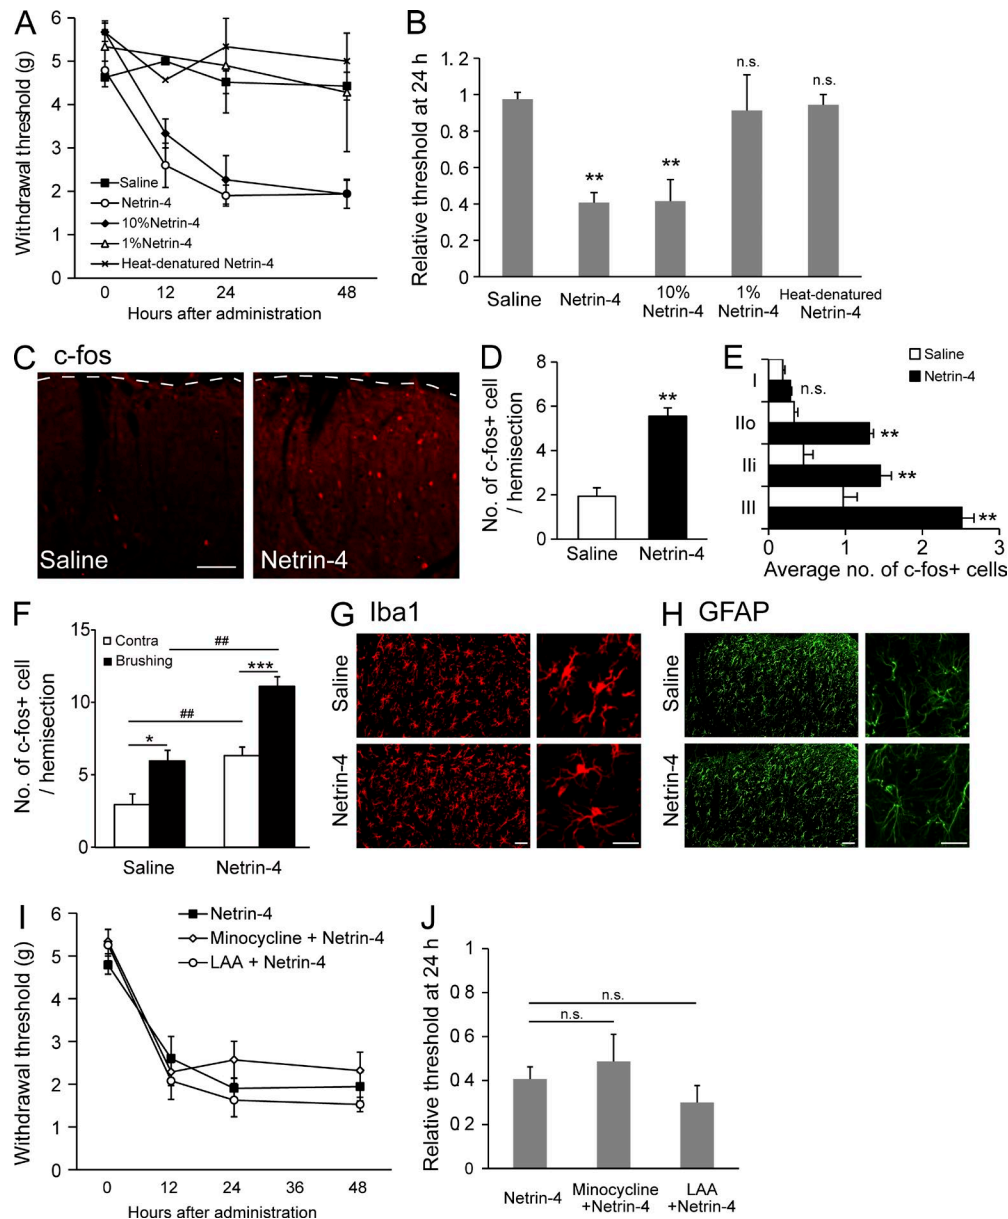 A
Withdrawal threshold (g)
6
5
4
3
2
1
0
Saline
Netrin-4
10%Netrin-4
1%Netrin-4
Heat-denatured Netrin-4
0 12 24 48
Hours after administration
B
Relative threshold at 24 h
1.2
1
0.8
0.6
0.4
0.2
0
** ** n.s. n.s.
Saline Netrin-4 10% Netrin-4 1% Netrin-4 Heat-denatured Netrin-4
C c-fos
Saline Netrin-4
D
No. of c-fos+ cell
/ hemisection
8
6
4
2
0
**
Saline Netrin-4
E
Saline
Netrin-4
I n.s.
IIo **
IIi **
III **
0 1 2 3
Average no. of c-fos+ cells
F
No. of c-fos+ cell
/ hemisection
15
10
5
0
Contra
Brushing
##
***
##
*
Saline Netrin-4
G Iba1
Saline
Netrin-4
H GFAP
Saline
Netrin-4
I
Withdrawal threshold (g)
6
5
4
3
2
1
0
Netrin-4
Minocycline + Netrin-4
LAA + Netrin-4
0 12 24 36 48
Hours after administration
J
Relative threshold at 24 h
1
0.8
0.6
0.4
0.2
0
n.s.
n.s.
Netrin-4 Minocycline +Netrin-4 LAA +Netrin-4